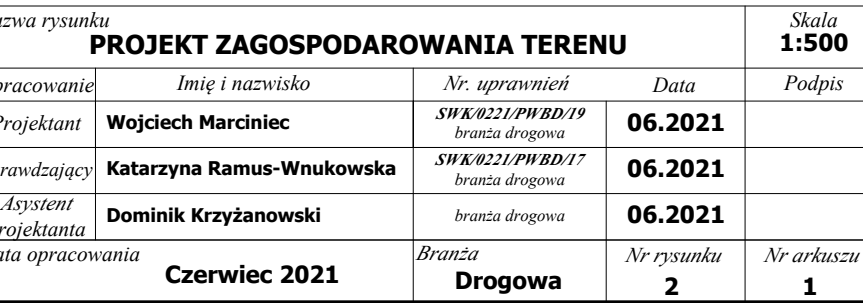 azwa rysunku
Skala
PROJEKT ZAGOSPODAROWANIA TERENU
1:500
pracowanie Imię i nazwisko Nr. uprawnień Data Podpis
Projektant Wojciech Marciniec SWK/0221/PWBD/19 06.2021
branża drogowa
rawdzający Katarzyna Ramus-Wnukowska SWK/0221/PWBD/17 06.2021
branża drogowa
Asystent
rojektanta Dominik Krzyżanowski branża drogowa 06.2021
ata opracowania Branża Nr rysunku Nr arkuszu
Czerwiec 2021 Drogowa 2 1